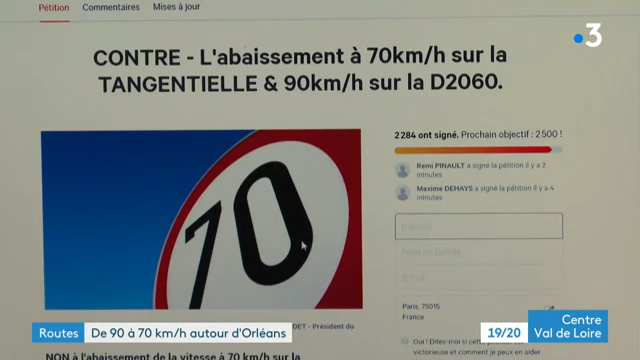 Pétition Commentaires Mises à jour
3
CONTRE - L'abaissement à 70km/h sur la
TANGENTIELLE & 90km/h sur la D2060.
2 284 ont signé. Prochain objectif : 2 500 !
Remi PINAULT a signé la pétition il y a 2
minutes
Maxime DEHAYS a signé la pétition il y a 4
minutes
70
Prénom
Nom de famille
E-mail
Paris, 75015
France
DET - Président du
Routes De 90 à 70 km/h autour d'Orléans
19/20 Centre
Val de Loire
Oui ! Dites-moi si cette
victorieuse et comment je peux en aider
NON à l'abaissement de la vitesse à 70 km/h sur la